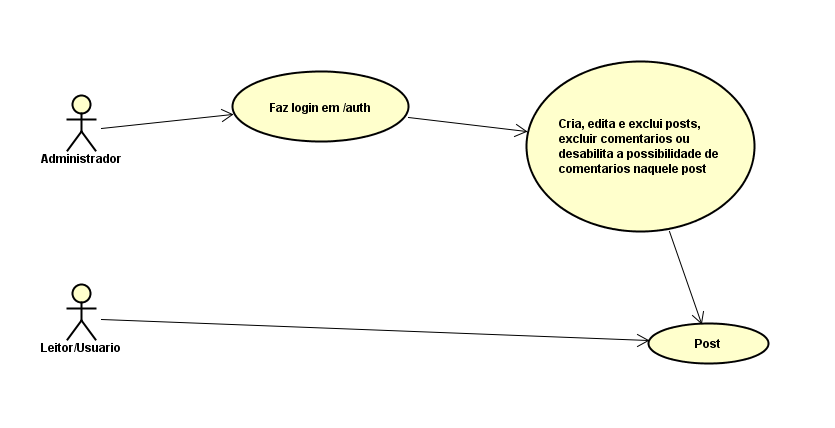 Faz login em /auth
Cria, edita e exclui posts,
excluir comentarios ou
desabilita a possibilidade de
comentarios naquele post
Administrador
Leitor/Usuario
Post